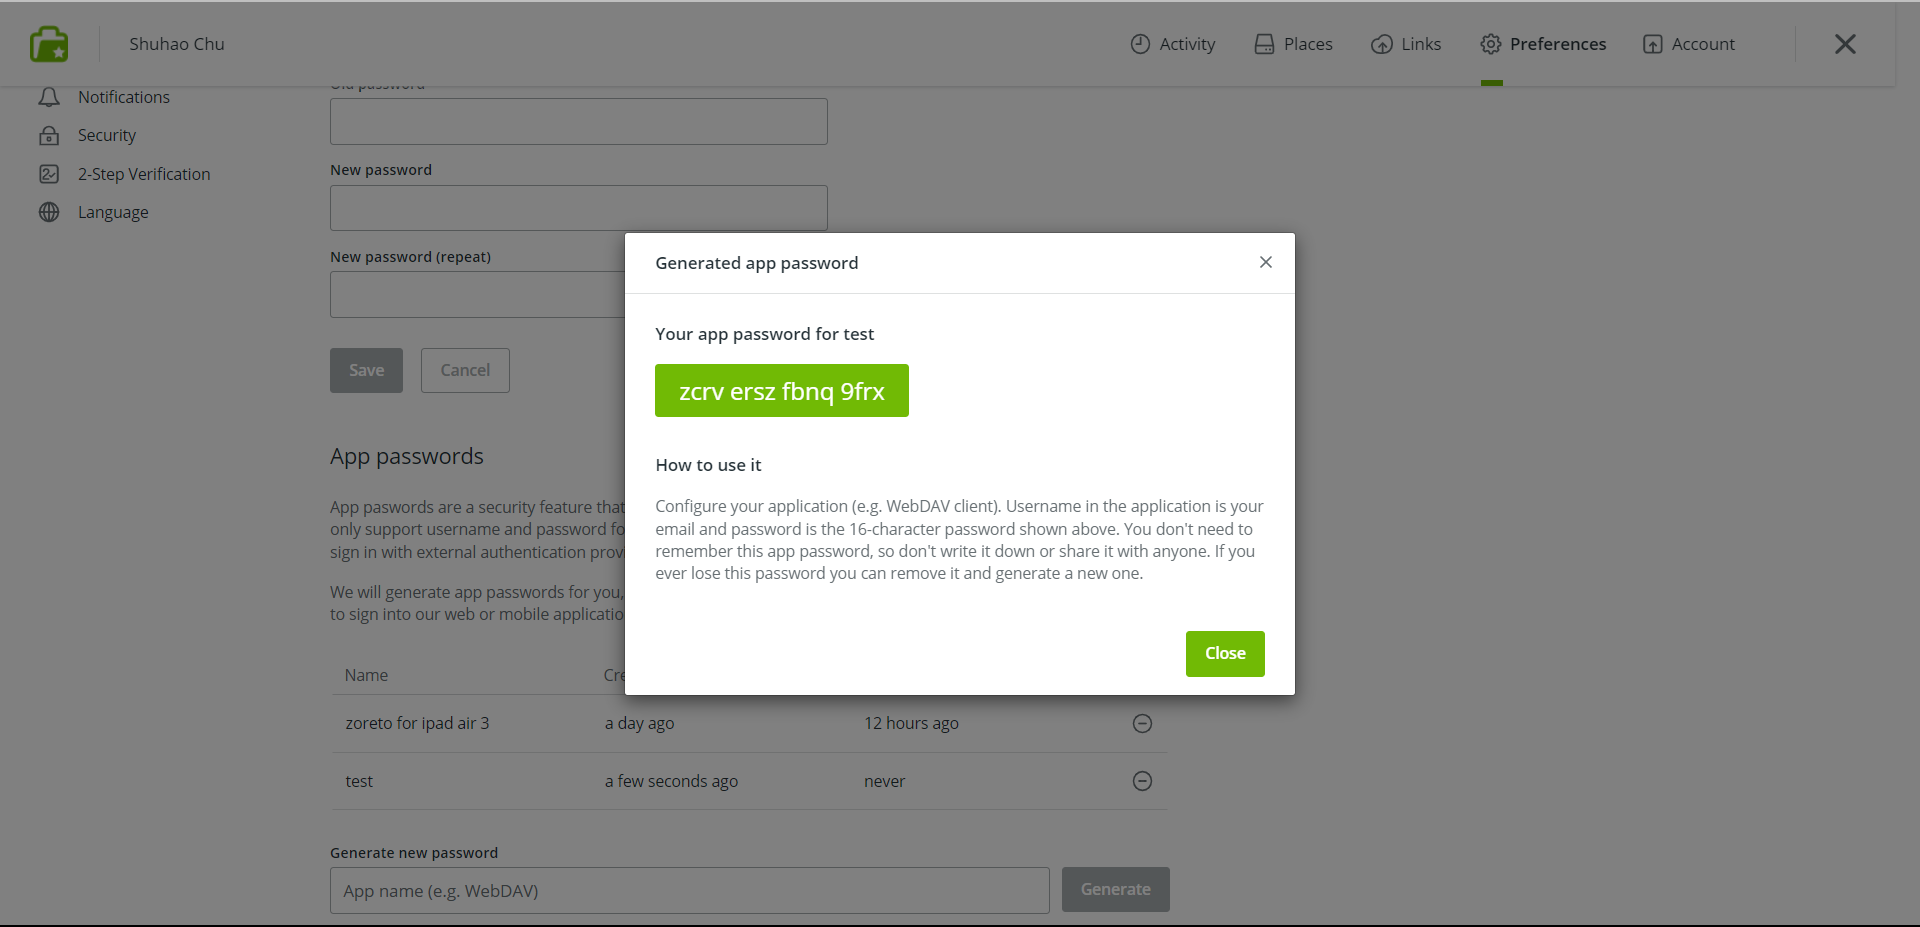 Shuhao Chu
Activity
Places
Links
Preferences
Account
Notifications
Security
2-Step Verification
Language
Old password
New password
New password (repeat)
Save
Cancel
Generated app password
Your app password for test
zcrv ersz fbnq 9frx
How to use it
Configure your application (e.g. WebDAV client). Username in the application is your
email and password is the 16-character password shown above. You don't need to
remember this app password, so don't write it down or share it with anyone. If you
ever lose this password you can remove it and generate a new one.
Close
App passwords
App paswords are a security feature that
only support username and password fo
sign in with external authentication prov
We will generate app passwords for you,
to sign into our web or mobile applicatio
Name
Cre
zoreto for ipad air 3
a day ago
12 hours ago
test
a few seconds ago
never
Generate new password
App name (e.g. WebDAV)
Generate